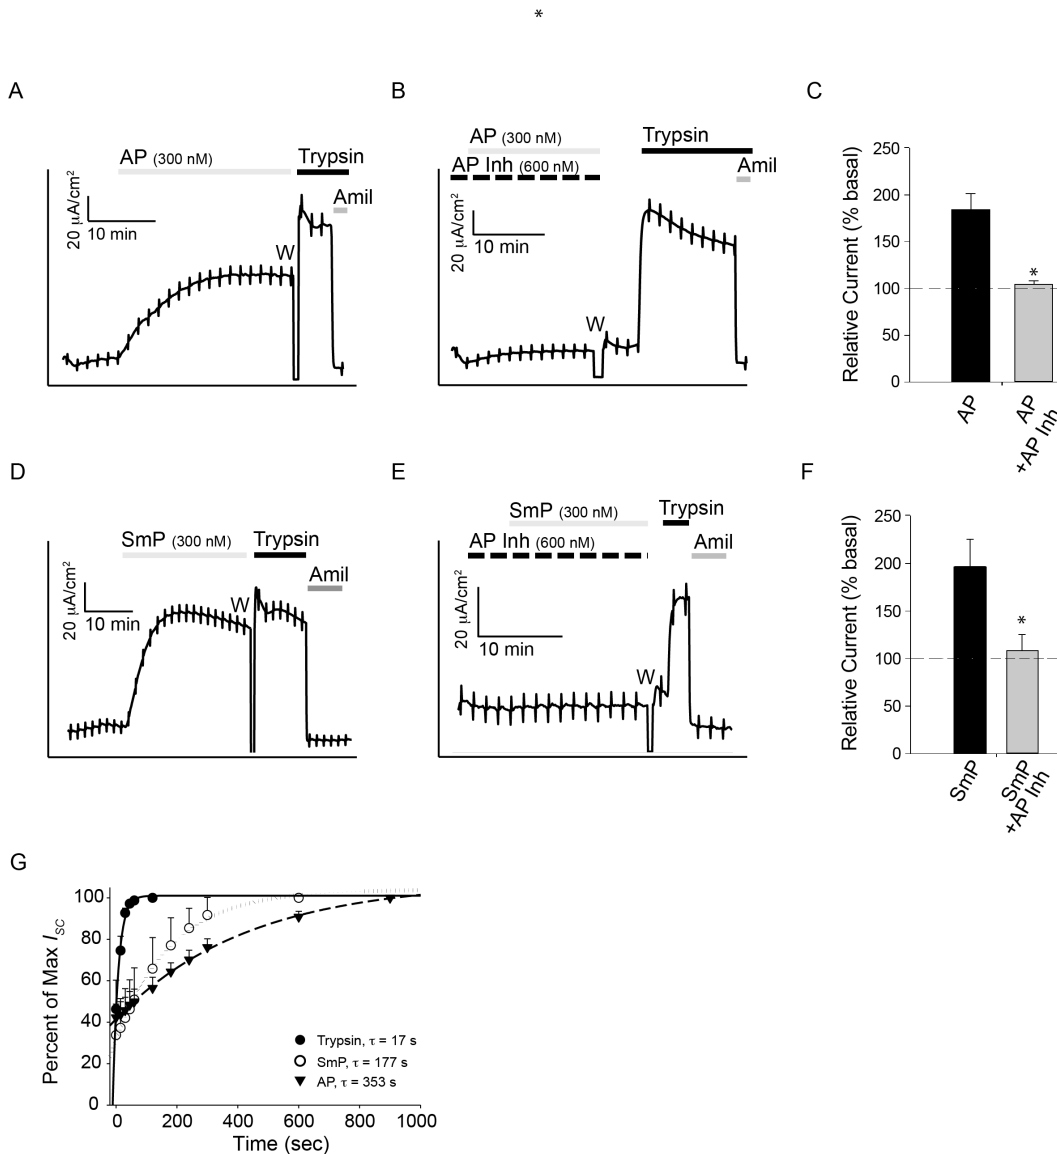 *
A
AP (300 nM)
Trypsin
Amil
20 μA/cm²
10 min
W
B
AP (300 nM)
Trypsin
AP Inh (600 nM)
Amil
20 μA/cm²
10 min
W
C
Relative Current (% basal)
250
200
150
100
50
0
*
AP
AP
+AP Inh
D
SmP (300 nM)
Trypsin
Amil
20 μA/cm²
10 min
W
E
SmP (300 nM)
Trypsin
AP Inh (600 nM)
Amil
20 μA/cm²
10 min
W
F
Relative Current (% basal)
250
200
150
100
50
0
*
SmP
SmP
+AP Inh
G
Percent of Max I_SC
100
80
60
40
20
0
Trypsin, τ = 17 s
SmP, τ = 177 s
AP, τ = 353 s
0 200 400 600 800 1000
Time (sec)